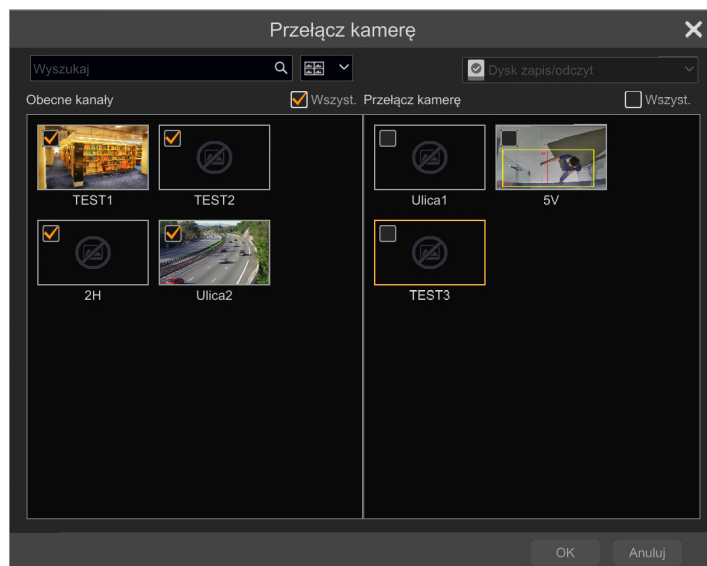 Przełącz kamerę
Wyszukaj
Dysk zapis/odczyt
Obecne kanały
Wszyst.
Przełącz kamerę
Wszyst.
TEST1
TEST2
Ulica1
5V
2H
Ulica2
TEST3
OK
Anuluj